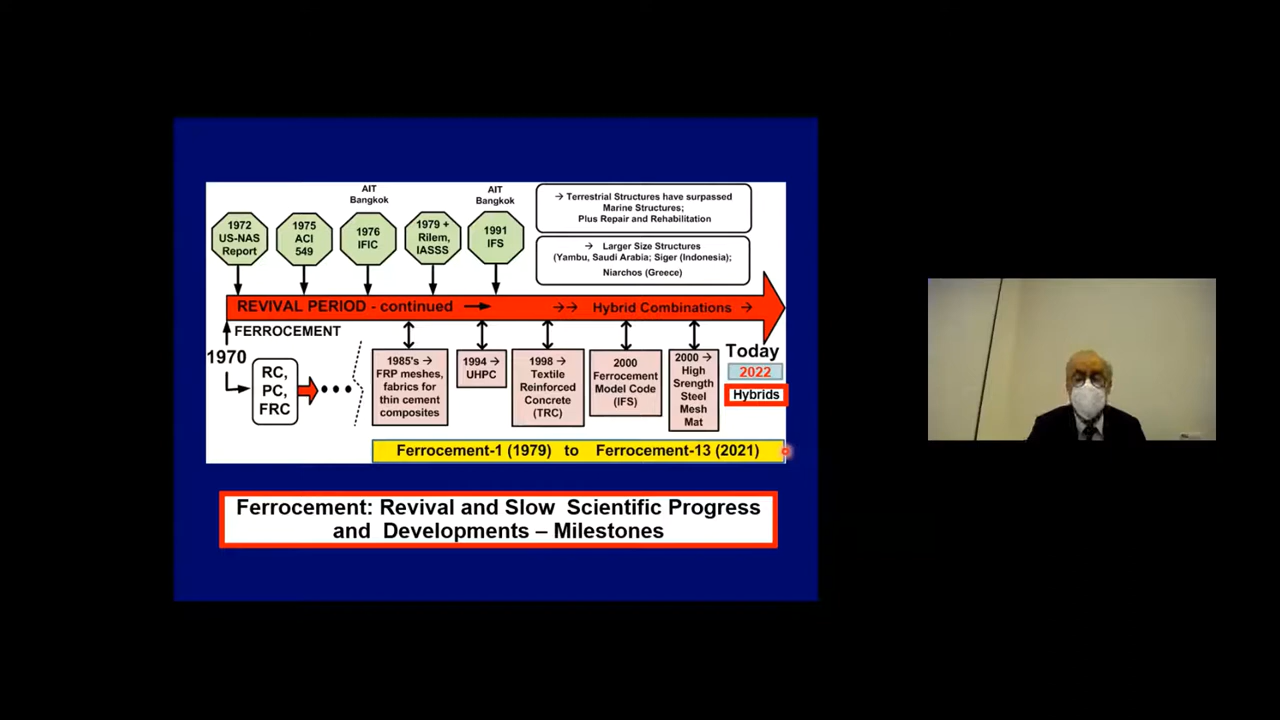 AIT
Bangkok
AIT
Bangkok
1972
US-NAS
Report
1975
ACI
549
1976
IFIC
1979 +
Rilem,
IASSS
1991
IFS
→ Terrestrial Structures have surpassed
Marine Structures;
Plus Repair and Rehabilitation
→ Larger Size Structures
(Yambu, Saudi Arabia; Siger (Indonesia);
Niarchos (Greece)
REVIVAL PERIOD - continued → →→ Hybrid Combinations →
FERROCEMENT
1970
RC,
PC,
FRC
1985's →
FRP meshes,
fabrics for
thin cement
composites
1994 →
UHPC
1998 →
Textile
Reinforced
Concrete
(TRC)
2000
Ferrocement
Model Code
(IFS)
2000 →
High
Srength
Steel
Mesh
Mat
Today
2022
Hybrids
Ferrocement-1 (1979) to Ferrocement-13 (2021)
Ferrocement: Revival and Slow Scientific Progress
and Developments – Milestones